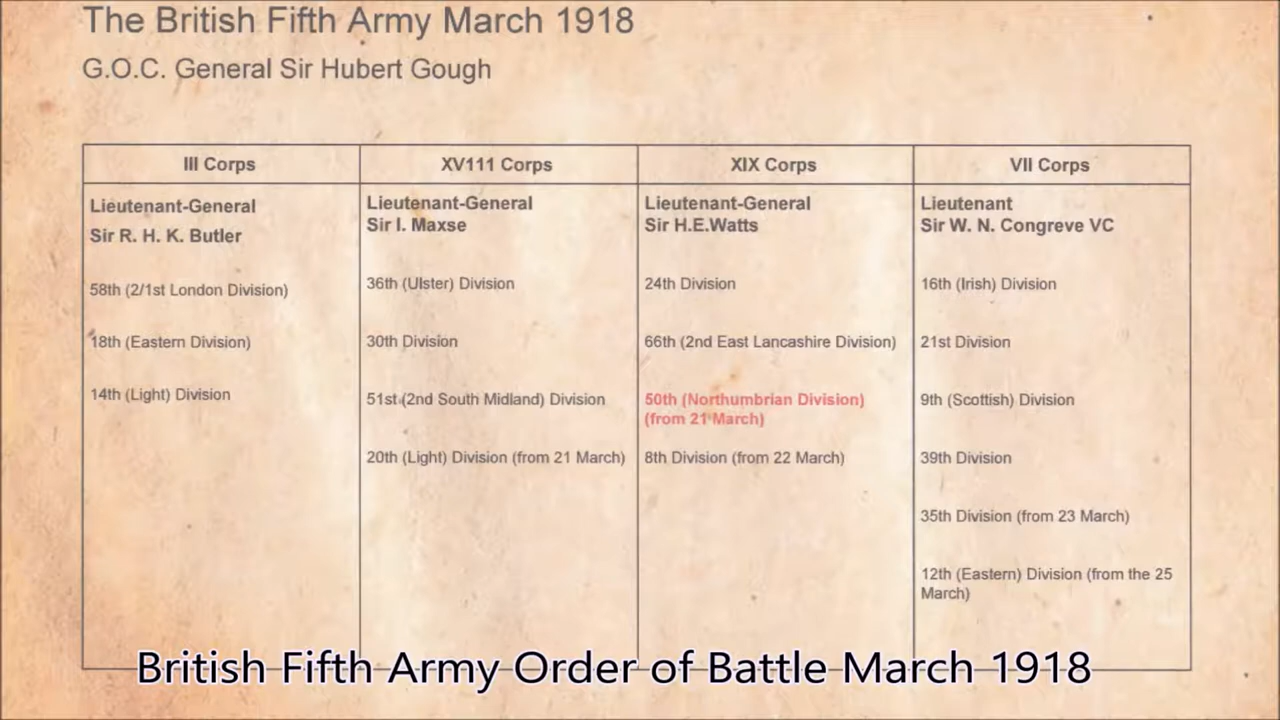 The British Fifth Army March 1918
G.O.C. General Sir Hubert Gough
III Corps
Lieutenant-General
Sir R. H. K. Butler
58th (2/1st London Division)
18th (Eastern Division)
14th (Light) Division
XV111 Corps
Lieutenant-General
Sir I. Maxse
36th (Ulster) Division
30th Division
51st (2nd South Midland) Division
20th (Light) Division (from 21 March)
XIX Corps
Lieutenant-General
Sir H.E.Watts
24th Division
66th (2nd East Lancashire Division)
50th (Northumbrian Division)
(from 21 March)
8th Division (from 22 March)
VII Corps
Lieutenant
Sir W. N. Congreve VC
16th (Irish) Division
21st Division
9th (Scottish) Division
39th Division
35th Division (from 23 March)
12th (Eastern) Division (from the 25
March)
British Fifth Army Order of Battle March 1918